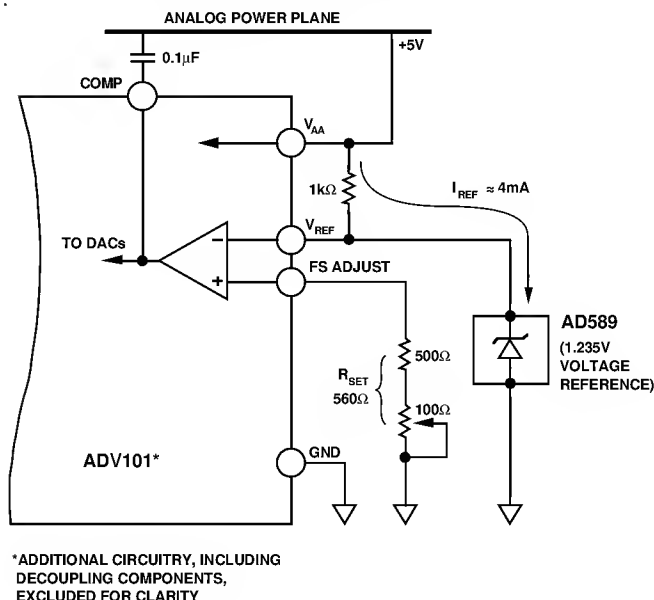 ANALOG POWER PLANE
+5V
0.1µF
COMP
V_AA
1kΩ
I_REF ≈ 4mA
V_REF
TO DACs
−
+
FS ADJUST
AD589
(1.235V
VOLTAGE
REFERENCE)
500Ω
R_SET
560Ω
100Ω
ADV101*
GND
*ADDITIONAL CIRCUITRY, INCLUDING
DECOUPLING COMPONENTS,
EXCLUDED FOR CLARITY